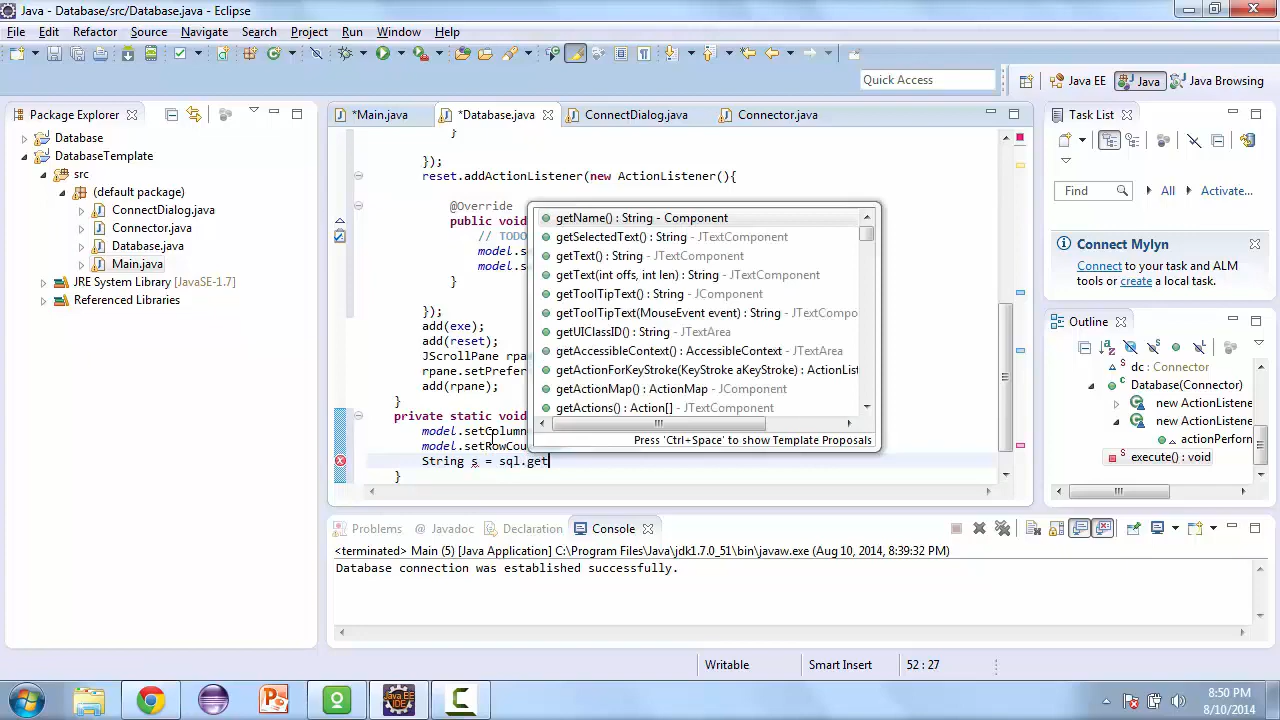 Java - Database/src/Database.java - Eclipse
File Edit Refactor Source Navigate Search Project Run Window Help
Quick Access
Java EE
Java
Java Browsing
Package Explorer
Database
DatabaseTemplate
src
(default package)
ConnectDialog.java
Connector.java
Database.java
Main.java
JRE System Library [JavaSE-1.7]
Referenced Libraries
*Main.java
*Database.java
ConnectDialog.java
Connector.java
}
});
reset.addActionListener(new ActionListener(){
@Override
public void
// TODO
model.s
model.s
}
});
add(exe);
add(reset);
JScrollPane rpan
rpane.setPrefer
add(rpane);
}
private static void
model.setColumn
model.setRowCou
String s = sql.get
}
getName() : String - Component
getSelectedText() : String - JTextComponent
getText() : String - JTextComponent
getText(int offs, int len) : String - JTextComponent
getToolTipText() : String - JComponent
getToolTipText(MouseEvent event) : String - JTextCompo
getUIClassID() : String - JTextArea
getAccessibleContext() : AccessibleContext - JTextArea
getActionForKeyStroke(KeyStroke aKeyStroke) : ActionList
getActionMap() : ActionMap - JComponent
getActions() : Action[] - JTextComponent
Press 'Ctrl+Space' to show Template Proposals
Task List
Find
All
Activate...
Connect Mylyn
Connect to your task and ALM
tools or create a local task.
Outline
dc : Connector
Database(Connector)
new ActionListene
new ActionListene
actionPerforn
execute() : void
Problems
@ Javadoc
Declaration
Console
<terminated> Main (5) [Java Application] C:\Program Files\Java\jdk1.7.0_51\bin\javaw.exe (Aug 10, 2014, 8:39:32 PM)
Database connection was established successfully.
Writable
Smart Insert
52 : 27
8:50 PM
8/10/2014